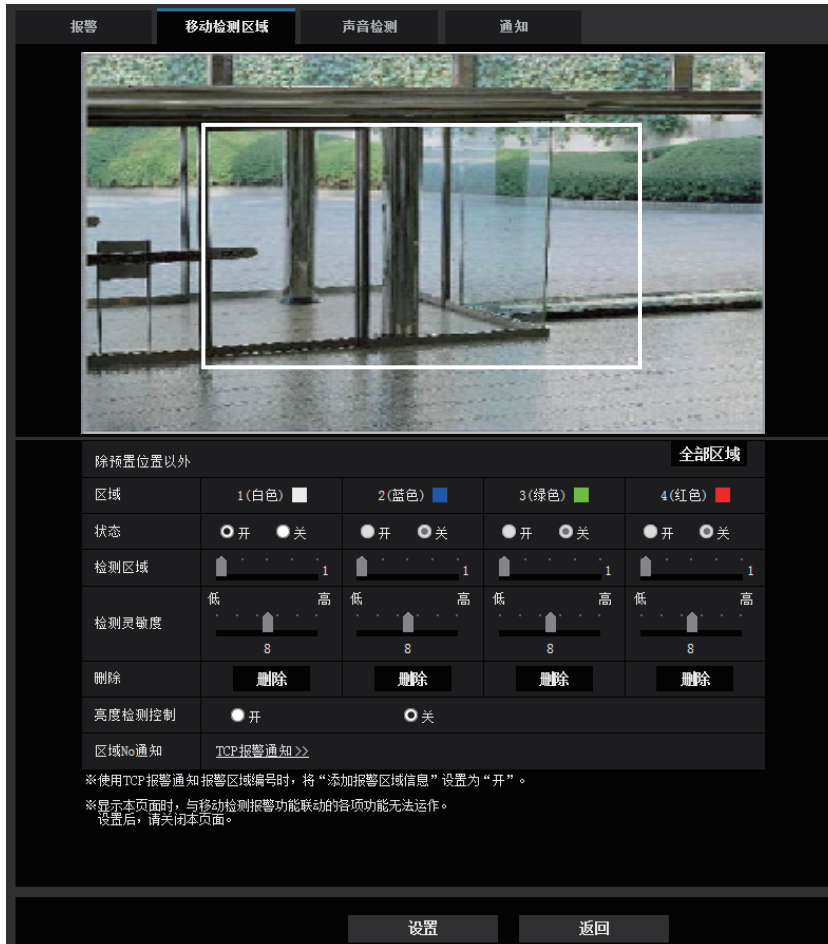 报警 移动检测区域 声音检测 通知
除预置位置以外 全部区域
区域 1(白色) 2(蓝色) 3(绿色) 4(红色)
状态 开 关 开 关 开 关 开 关
检测区域 1 1 1 1
低 高 低 高 低 高 低 高
检测灵敏度
8 8 8 8
删除 删除 删除 删除 删除
亮度检测控制 开 关
区域No通知 TCP报警通知>>
※使用TCP报警通知报警区域编号时，将“添加报警区域信息”设置为“开”。
※显示本页面时，与移动检测报警功能联动的各项功能无法运作。
设置后，请关闭本页面。
设置 返回